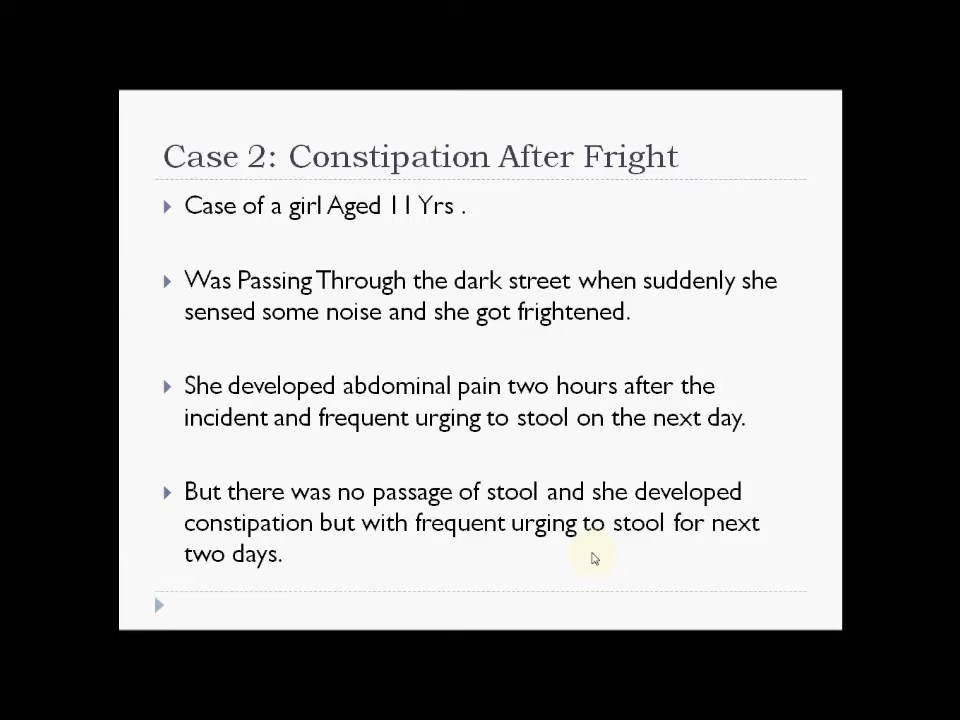 Case 2: Constipation After Fright
Case of a girl Aged 11 Yrs .
Was Passing Through the dark street when suddenly she
sensed some noise and she got frightened.
She developed abdominal pain two hours after the
incident and frequent urging to stool on the next day.
But there was no passage of stool and she developed
constipation but with frequent urging to stool for next
two days.